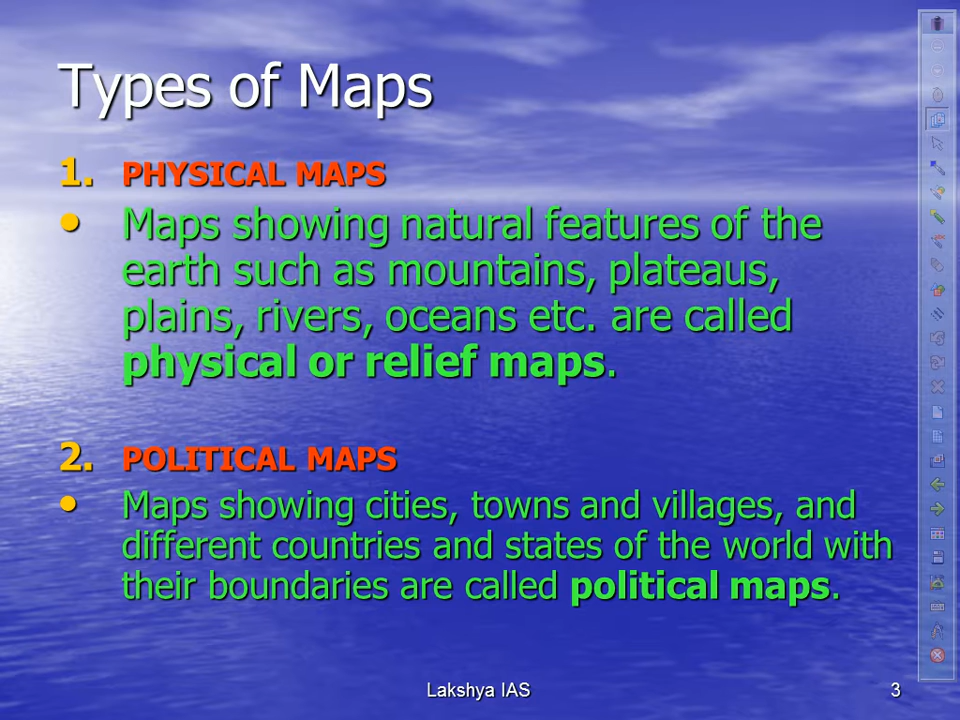 Types of Maps
1. PHYSICAL MAPS
• Maps showing natural features of the
earth such as mountains, plateaus,
plains, rivers, oceans etc. are called
physical or relief maps.
2. POLITICAL MAPS
• Maps showing cities, towns and villages, and
different countries and states of the world with
their boundaries are called political maps.
Lakshya IAS
3